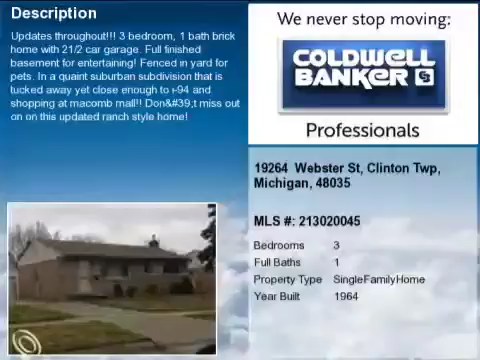 Description
Updates throughout!!! 3 bedroom, 1 bath brick
home with 21/2 car garage. Full finished
basement for entertaining! Fenced in yard for
pets. In a quaint suburban subdivision that is
tucked away yet close enough to i-94 and
shopping at macomb mall!! Don&#39;t miss out
on on this updated ranch style home!
We never stop moving:
COLDWELL
BANKER CB
Professionals
19264 Webster St, Clinton Twp,
Michigan, 48035
MLS #: 213020045
Bedrooms 3
Full Baths 1
Property Type SingleFamilyHome
Year Built 1964